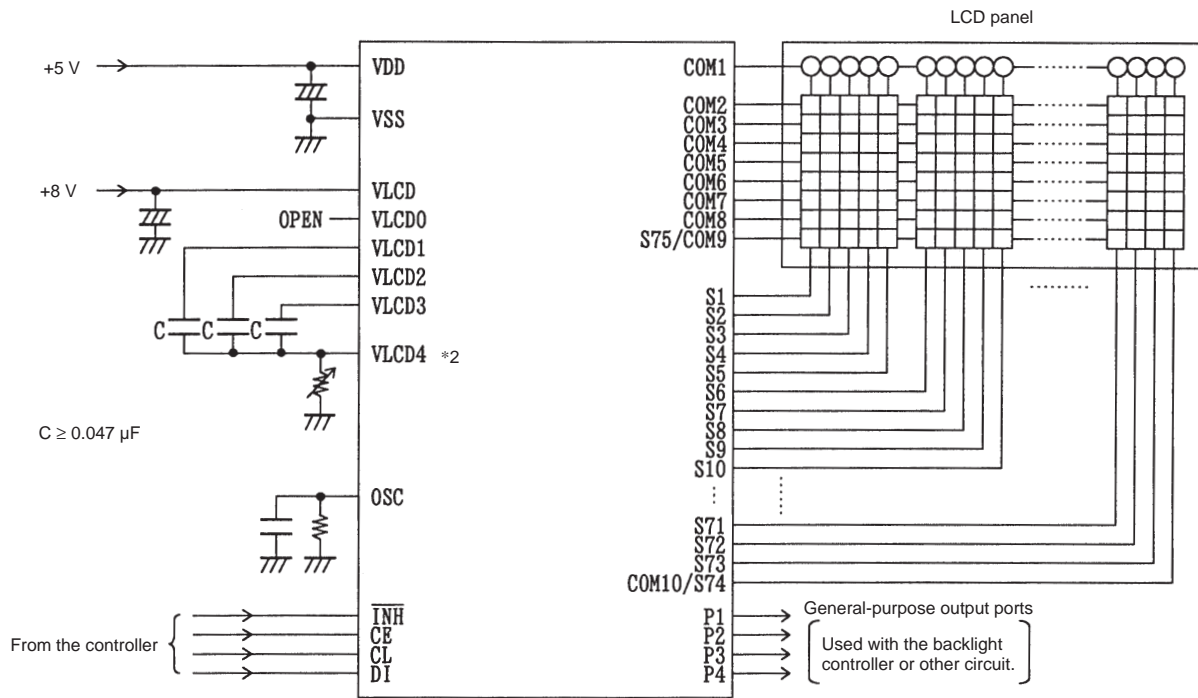 LCD panel
+5 V
VDD
VSS
+8 V
VLCD
OPEN
VLCD0
VLCD1
VLCD2
VLCD3
C
C
C
VLCD4 *2
C ≥ 0.047 µF
OSC
From the controller
INH
CE
CL
DI
COM1
COM2
COM3
COM4
COM5
COM6
COM7
COM8
S75/COM9
S1
S2
S3
S4
S5
S6
S7
S8
S9
S10
S71
S72
S73
COM10/S74
P1
P2
P3
P4
General-purpose output ports
Used with the backlight
controller or other circuit.